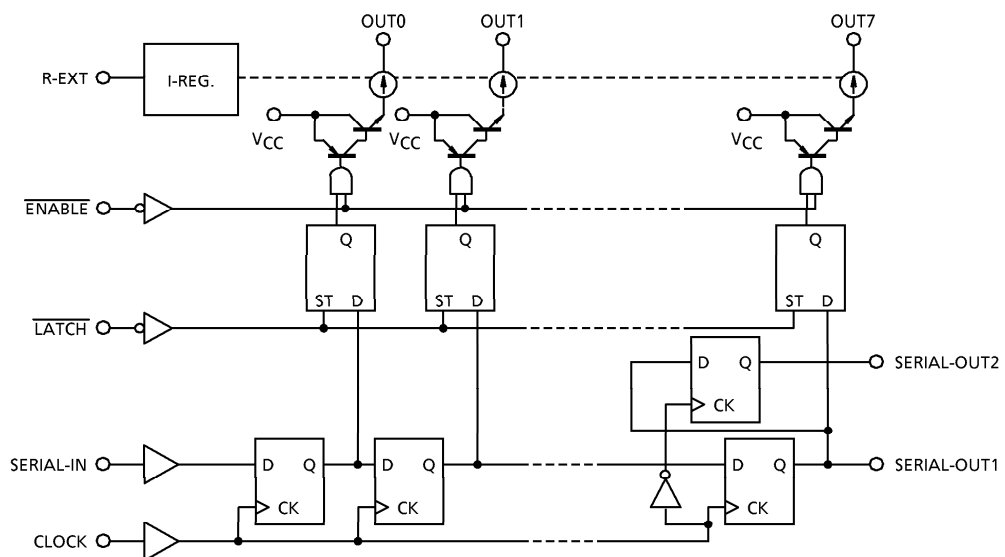 OUT0 OUT1 OUT7
R-EXT I-REG.
VCC VCC VCC
ENABLE
Q Q Q
ST D ST D ST D
LATCH
D Q SERIAL-OUT2
CK
SERIAL-IN D Q D Q D Q SERIAL-OUT1
CK CK CK
CLOCK